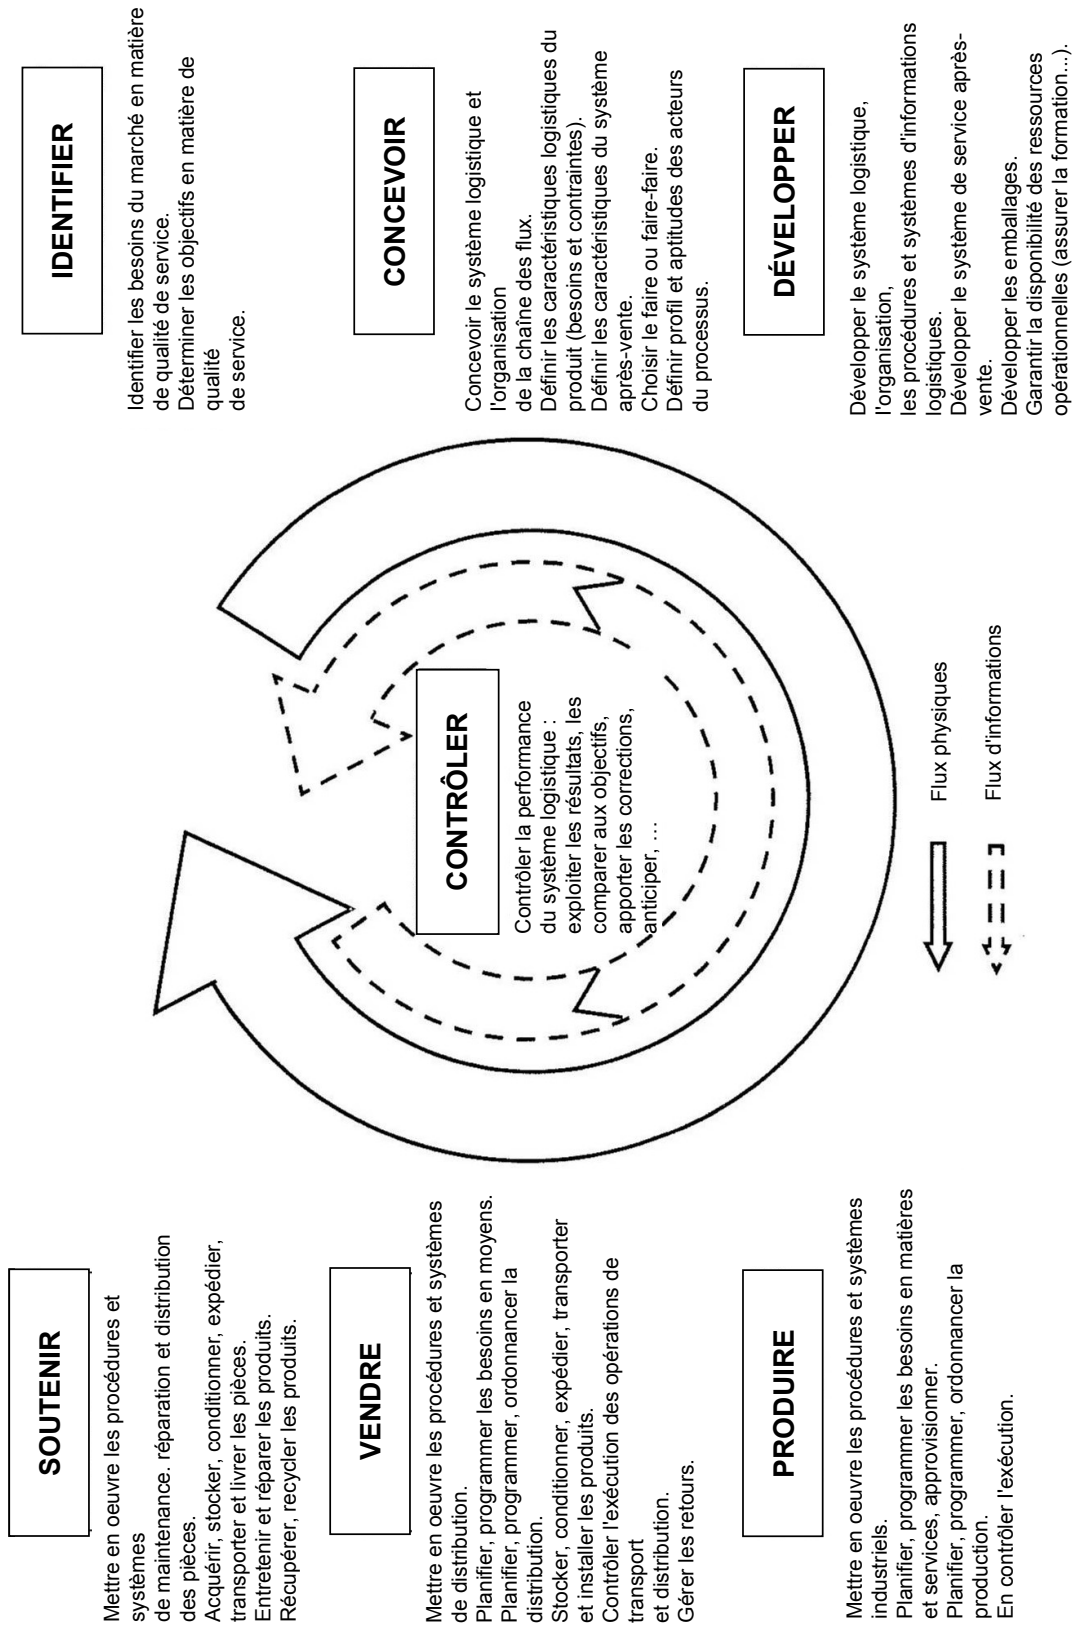 SOUTENIR
Mettre en oeuvre les procédures et
systèmes
de maintenance. réparation et distribution
des pièces.
Acquérir, stocker, conditionner, expédier,
transporter et livrer les pièces.
Entretenir et réparer les produits.
Récupérer, recycler les produits.
VENDRE
Mettre en oeuvre les procédures et systèmes
de distribution.
Planifier, programmer les besoins en moyens.
Planifier, programmer, ordonnancer la
distribution.
Stocker, conditionner, expédier, transporter
et installer les produits.
Contrôler l'exécution des opérations de
transport
et distribution.
Gérer les retours.
PRODUIRE
Mettre en oeuvre les procédures et systèmes
industriels.
Planifier, programmer les besoins en matières
et services, approvisionner.
Planifier, programmer, ordonnancer la
production.
En contrôler l'exécution.
CONTRÔLER
Contrôler la performance
du système logistique :
exploiter les résultats, les
comparer aux objectifs,
apporter les corrections,
anticiper, …
Flux physiques
Flux d'informations
IDENTIFIER
Identifier les besoins du marché en matière
de qualité de service.
Déterminer les objectifs en matière de
qualité
de service.
CONCEVOIR
Concevoir le système logistique et
l'organisation
de la chaîne des flux.
Définir les caractéristiques logistiques du
produit (besoins et contraintes).
Définir les caractéristiques du système
après-vente.
Choisir le faire ou faire-faire.
Définir profil et aptitudes des acteurs
du processus.
DÉVELOPPER
Développer le système logistique,
l'organisation,
les procédures et systèmes d'informations
logistiques.
Développer le système de service après-
vente.
Développer les emballages.
Garantir la disponibilité des ressources
opérationnelles (assurer la formation...).